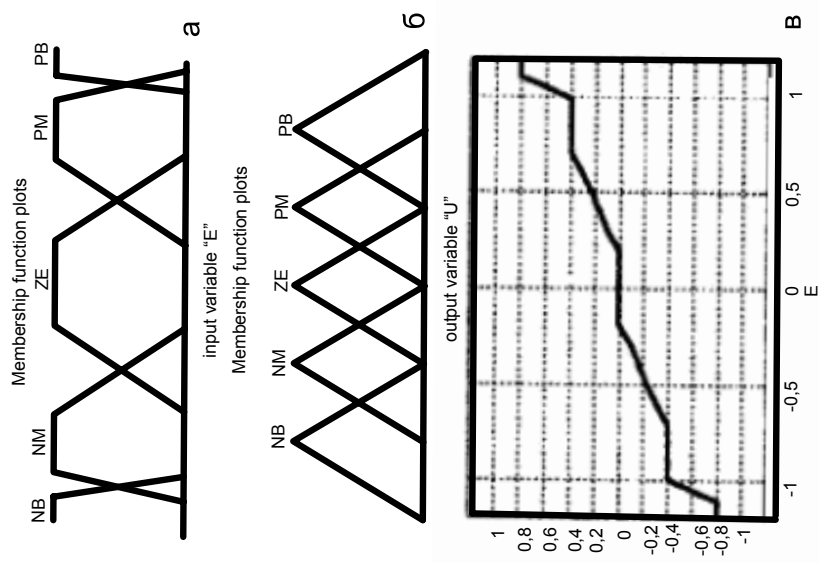 Membership function plots
NB NM ZE PM PB
input variable “E”
а
Membership function plots
NB NM ZE PM PB
output variable “U”
б
1
0,8
0,6
0,4
0,2
0
-0,2
-0,4
-0,6
-0,8
-1
-1 -0,5 0 0,5 1
E
в